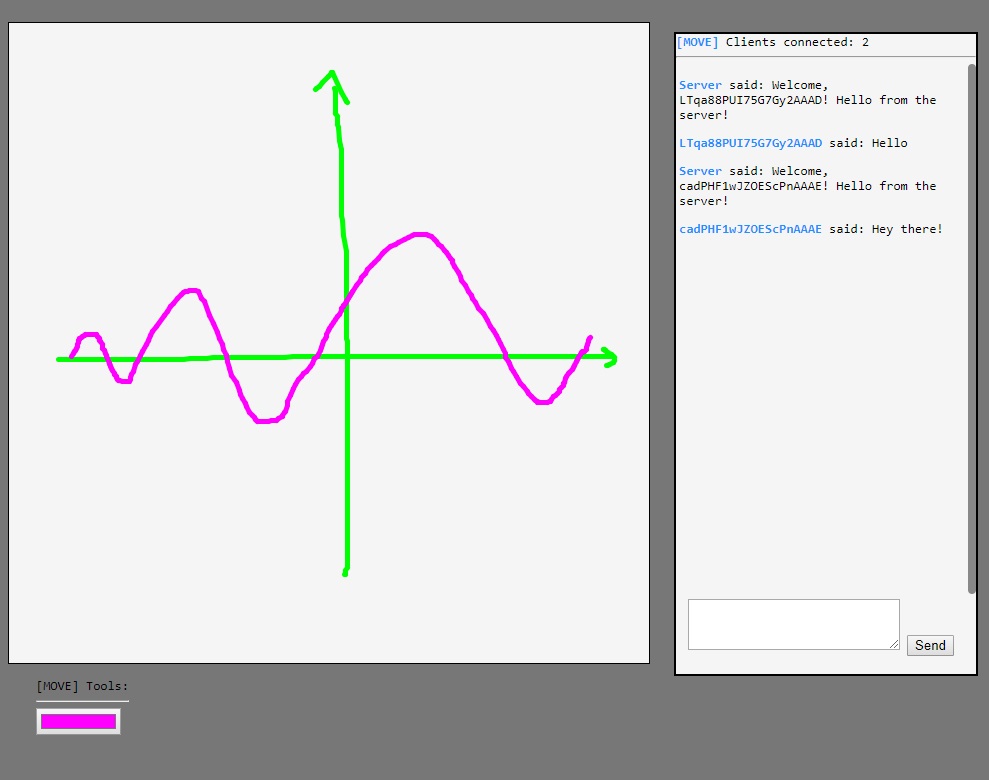 [MOVE] Clients connected: 2
Server said: Welcome,
LTqa88PUI75G7Gy2AAAD! Hello from the
server!
LTqa88PUI75G7Gy2AAAD said: Hello
Server said: Welcome,
cadPHF1wJZOEScPnAAAE! Hello from the
server!
cadPHF1wJZOEScPnAAAE said: Hey there!
Send
[MOVE] Tools: